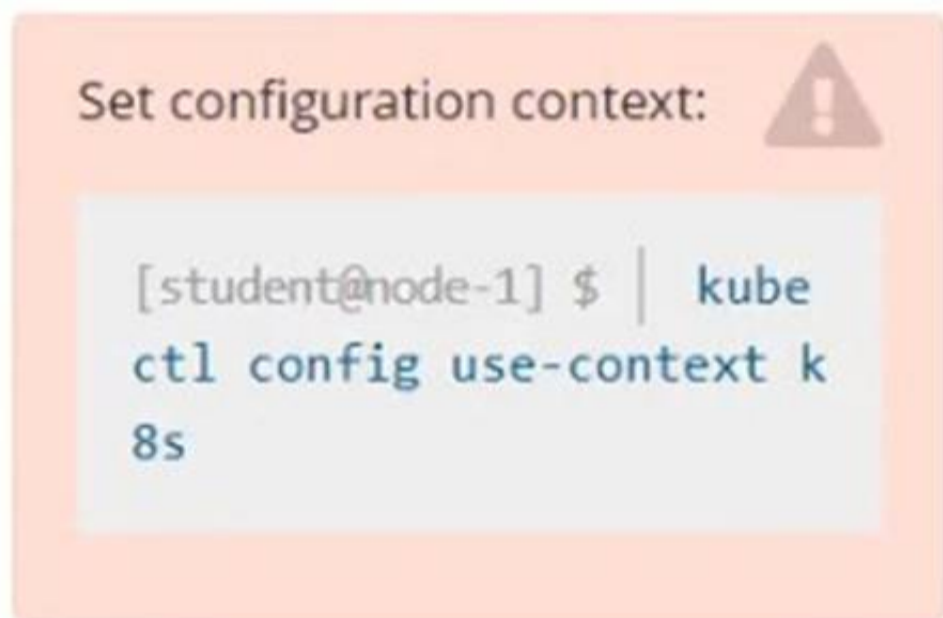 Set configuration context:
[student@node-1] $ | kube
ctl config use-context k
8s